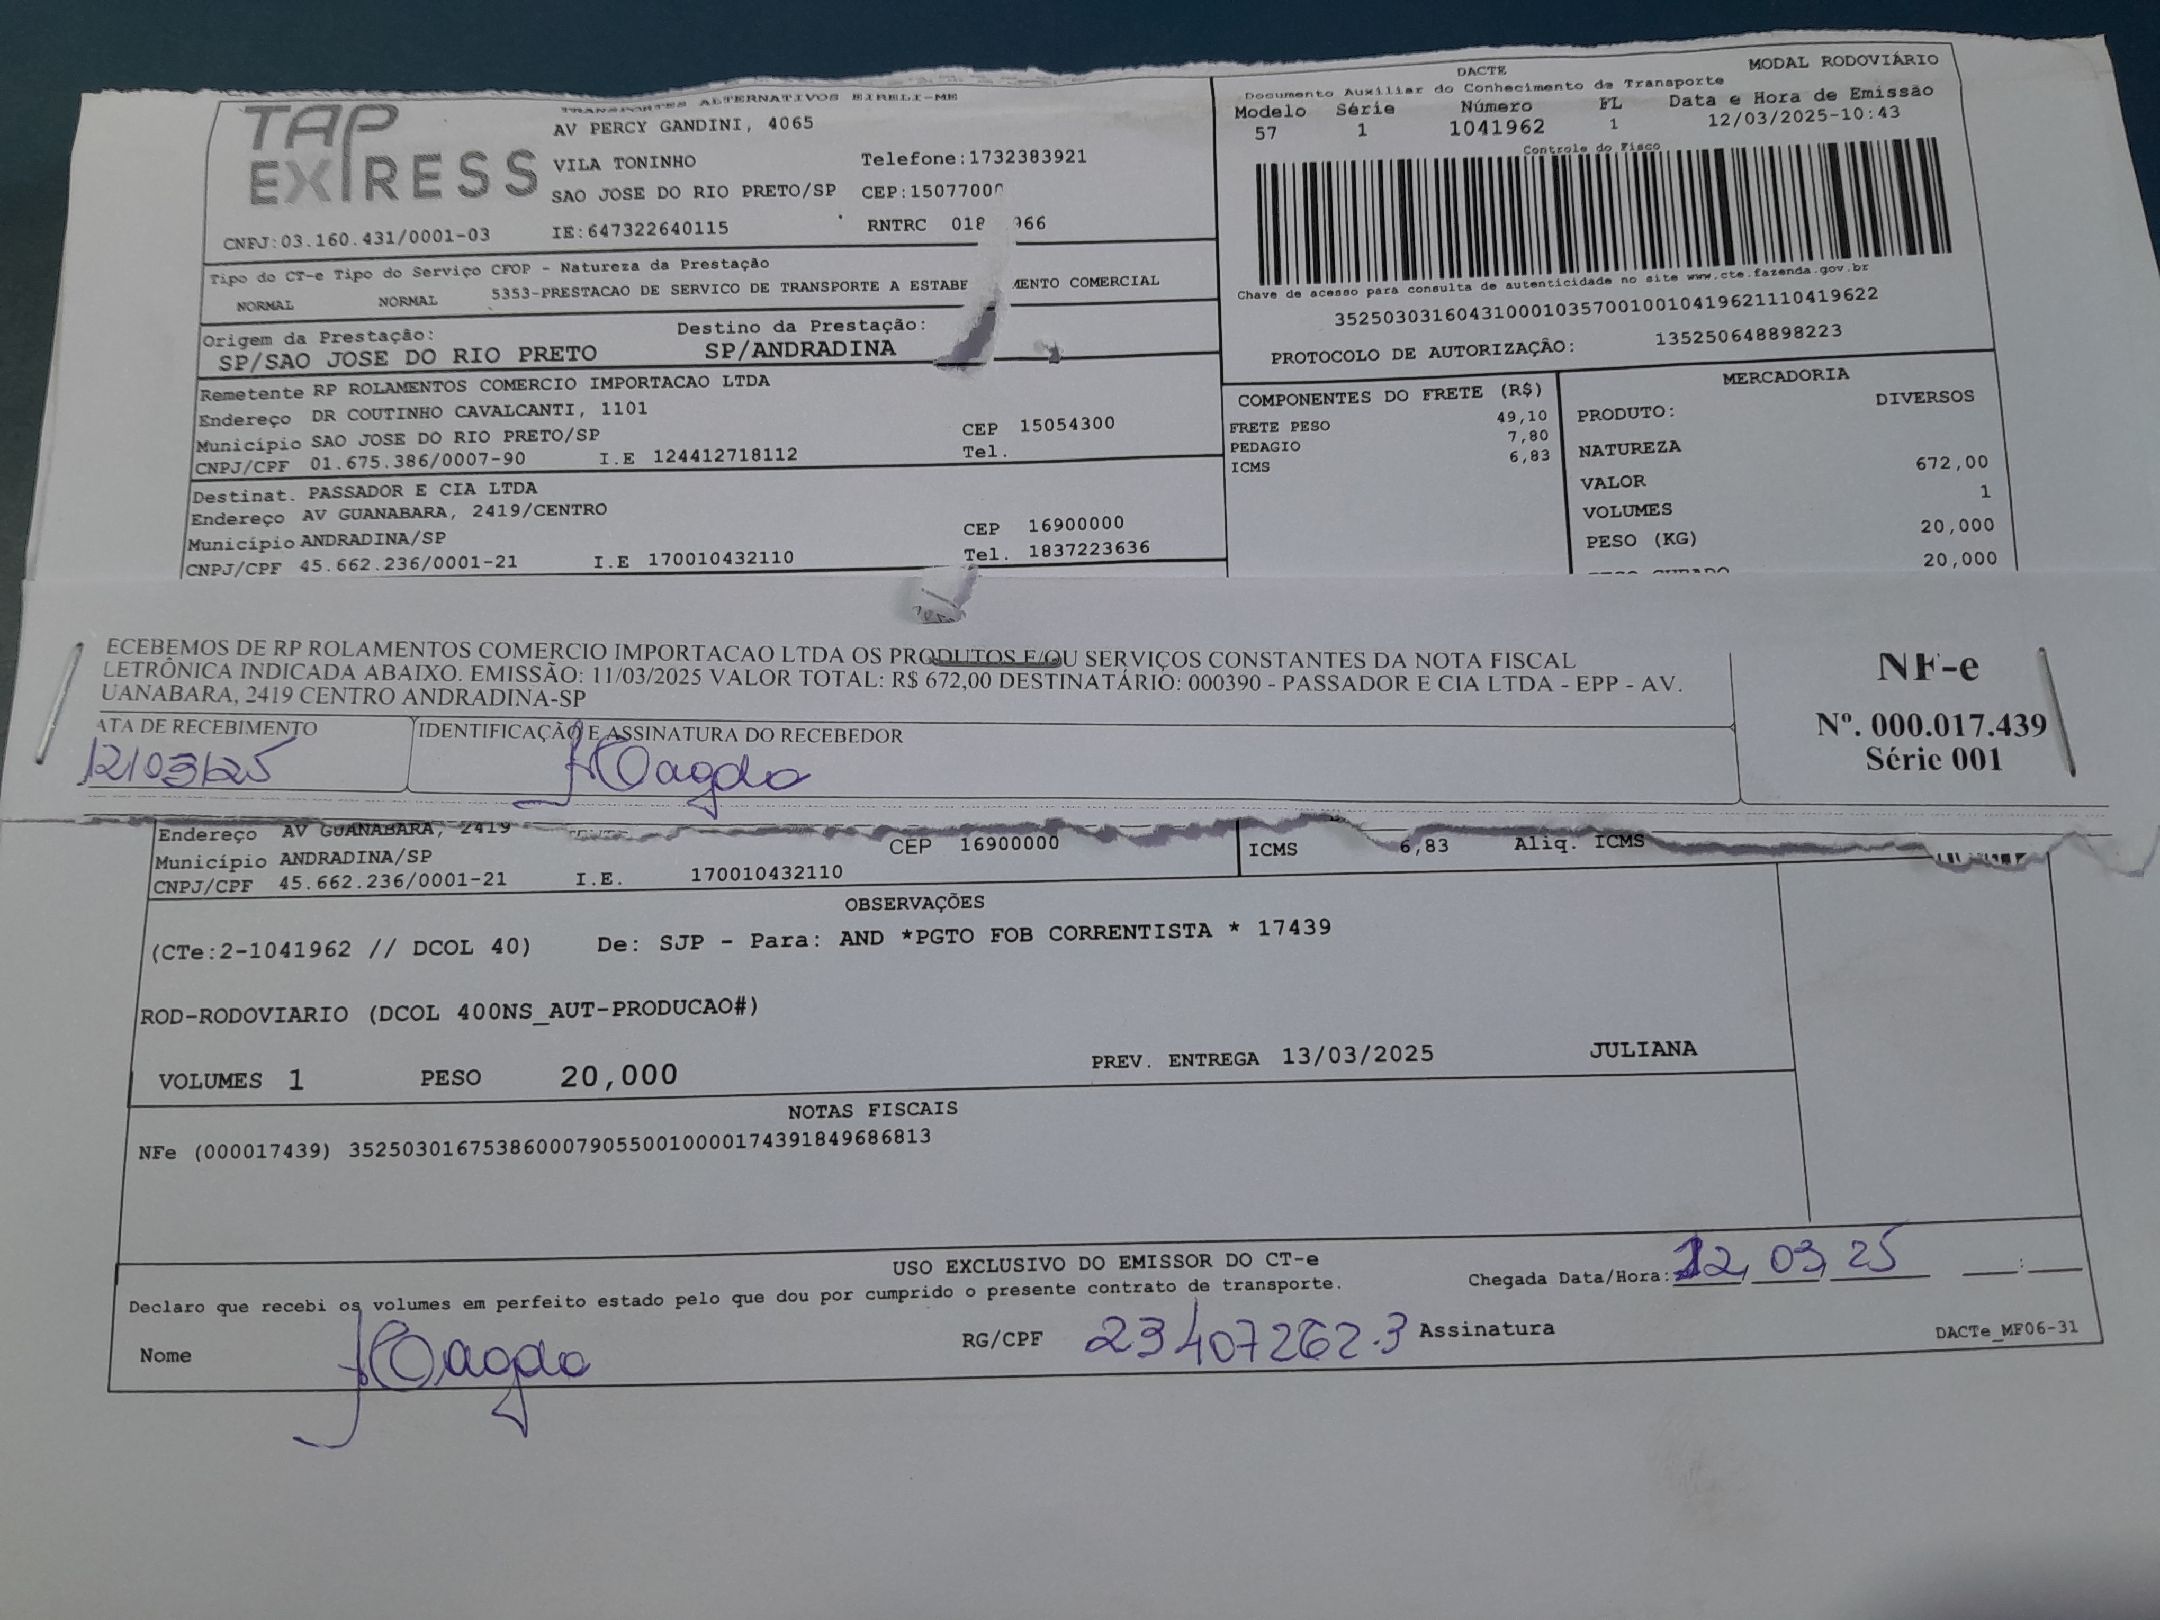 TAP EXPRESS
TRANSPORTES ALTERNATIVOS EIRELI-ME
AV PERCY GANDINI, 4065
VILA TONINHO Telefone:1732383921
SAO JOSE DO RIO PRETO/SP CEP:15077000
CNPJ:03.160.431/0001-03 IE:647322640115 RNTRC 018 966
Tipo do CT-e Tipo do Serviço CFOP - Natureza da Prestação
NORMAL NORMAL 5353-PRESTACAO DE SERVICO DE TRANSPORTE A ESTABE MENTO COMERCIAL
Origem da Prestação: Destino da Prestação:
SP/SAO JOSE DO RIO PRETO SP/ANDRADINA
Remetente RP ROLAMENTOS COMERCIO IMPORTACAO LTDA
Endereço DR COUTINHO CAVALCANTI, 1101
Município SAO JOSE DO RIO PRETO/SP CEP 15054300
CNPJ/CPF 01.675.386/0007-90 I.E 124412718112 Tel.
Destinat. PASSADOR E CIA LTDA
Endereço AV GUANABARA, 2419/CENTRO
Município ANDRADINA/SP CEP 16900000
CNPJ/CPF 45.662.236/0001-21 I.E 170010432110 Tel. 1837223636
DACTE MODAL RODOVIÁRIO
Documento Auxiliar do Conhecimento de Transporte
Modelo Série Número FL Data e Hora de Emissão
57 1 1041962 1 12/03/2025-10:43
Controle do Fisco
Chave de acesso para consulta de autenticidade no site www.cte.fazenda.gov.br
35250303160431000103570010010419621110419622
PROTOCOLO DE AUTORIZAÇÃO: 135250648898223
COMPONENTES DO FRETE (R$)
FRETE PESO 49,10
PEDAGIO 7,80
ICMS 6,83
MERCADORIA
PRODUTO: DIVERSOS
NATUREZA
VALOR 672,00
VOLUMES 1
PESO (KG) 20,000
20,000
ECEBEMOS DE RP ROLAMENTOS COMERCIO IMPORTACAO LTDA OS PRODUTOS E/OU SERVIÇOS CONSTANTES DA NOTA FISCAL
LETRÔNICA INDICADA ABAIXO. EMISSÃO: 11/03/2025 VALOR TOTAL: R$ 672,00 DESTINATÁRIO: 000390 - PASSADOR E CIA LTDA - EPP - AV.
UANABARA, 2419 CENTRO ANDRADINA-SP
ATA DE RECEBIMENTO IDENTIFICAÇÃO E ASSINATURA DO RECEBEDOR
12/03/25
NF-e
Nº. 000.017.439
Série 001
Endereço AV GUANABARA, 2419
Município ANDRADINA/SP CEP 16900000
CNPJ/CPF 45.662.236/0001-21 I.E. 170010432110
ICMS 6,83 Aliq. ICMS
OBSERVAÇÕES
(CTe:2-1041962 // DCOL 40) De: SJP - Para: AND *PGTO FOB CORRENTISTA * 17439
ROD-RODOVIARIO (DCOL 400NS_AUT-PRODUCAO#)
VOLUMES 1 PESO 20,000 PREV. ENTREGA 13/03/2025 JULIANA
NOTAS FISCAIS
NFe (000017439) 35250301675386000790550010000174391849686813
USO EXCLUSIVO DO EMISSOR DO CT-e
Declaro que recebi os volumes em perfeito estado pelo que dou por cumprido o presente contrato de transporte.
Chegada Data/Hora: 12 03 25 :
Nome RG/CPF 23407262.3 Assinatura
DACTe_MF06-31